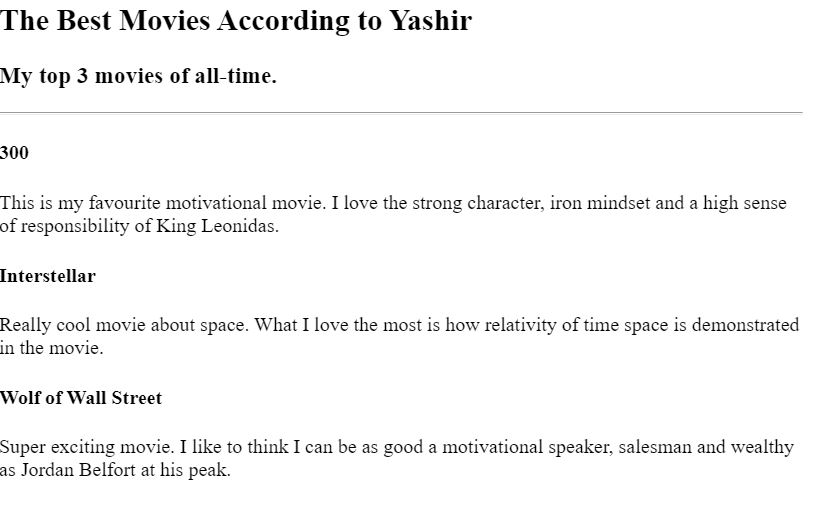 The Best Movies According to Yashir
My top 3 movies of all-time.
300
This is my favourite motivational movie. I love the strong character, iron mindset and a high sense
of responsibility of King Leonidas.
Interstellar
Really cool movie about space. What I love the most is how relativity of time space is demonstrated
in the movie.
Wolf of Wall Street
Super exciting movie. I like to think I can be as good a motivational speaker, salesman and wealthy
as Jordan Belfort at his peak.